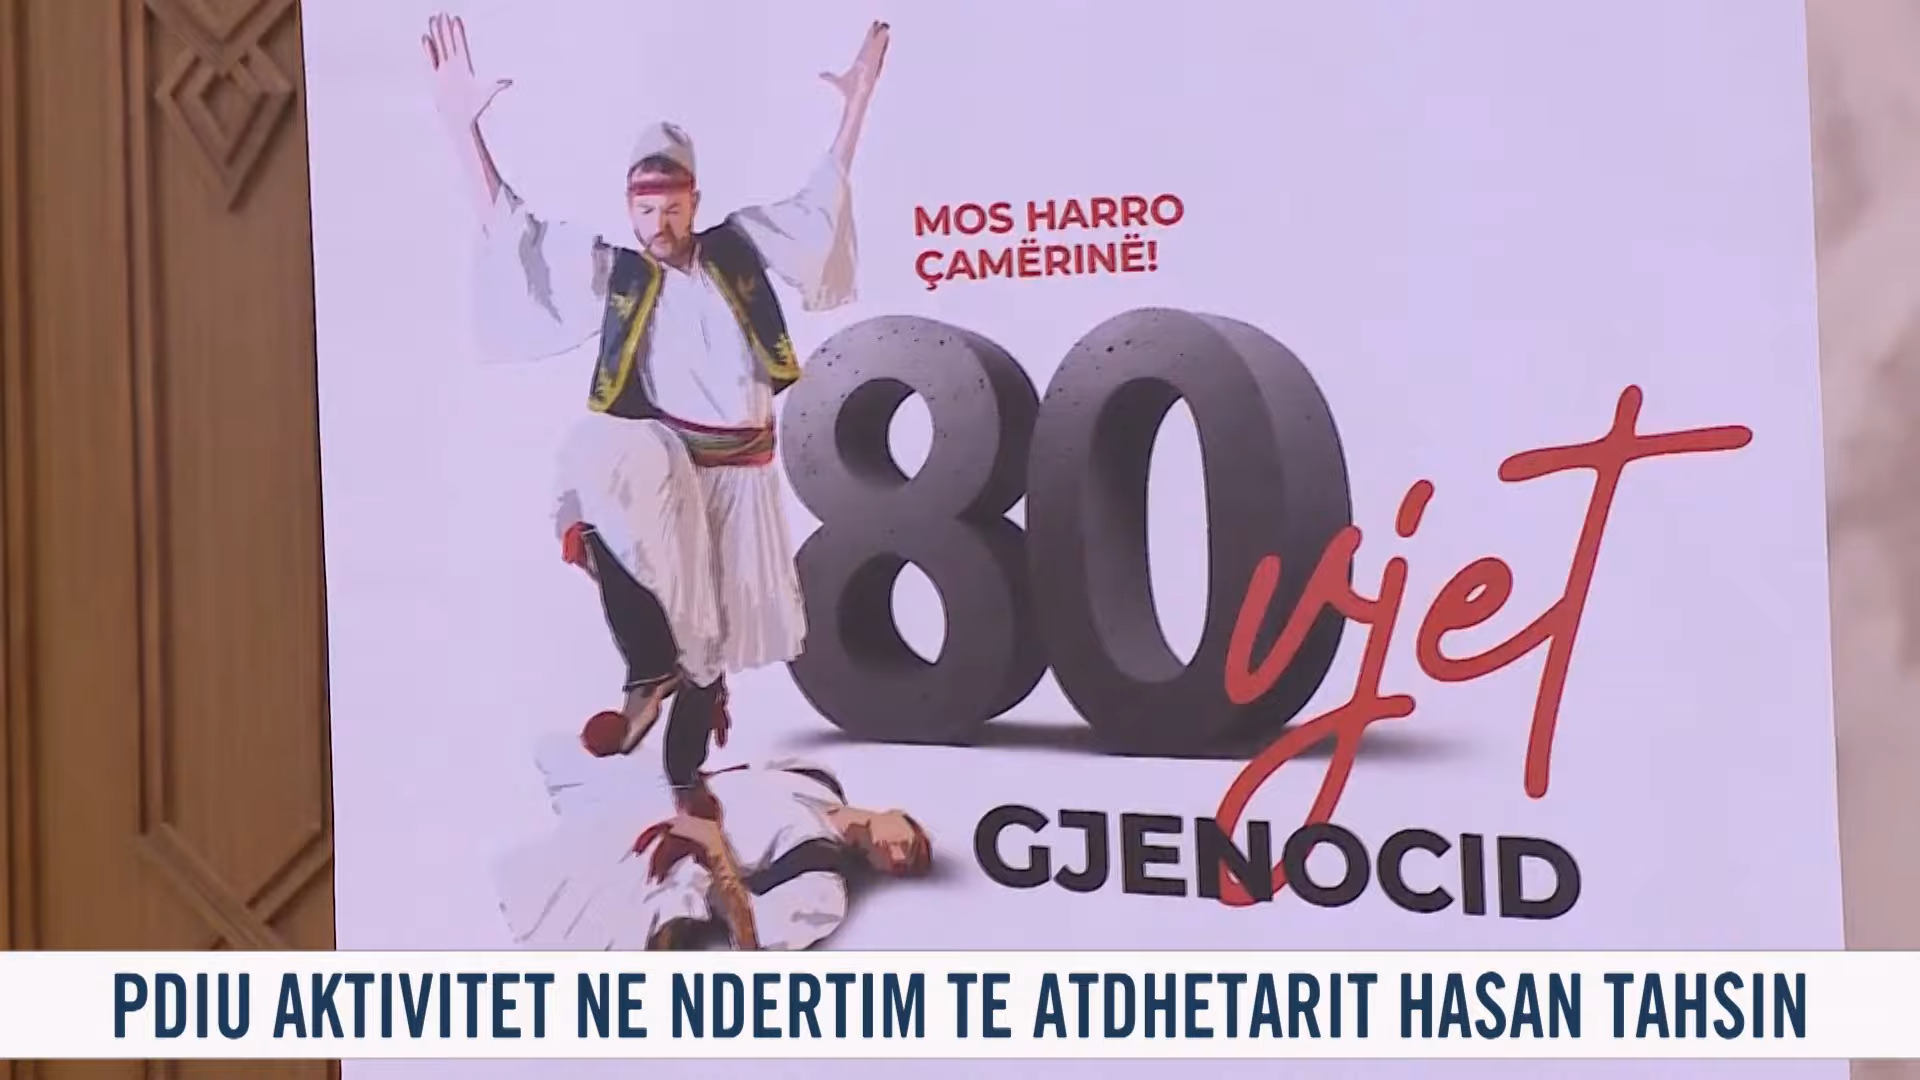 MOS HARRO
ÇAMËRINË!
80 vjet
GJENOCID
PDIU AKTIVITET NE NDERTIM TE ATDHETARIT HASAN TAHSIN